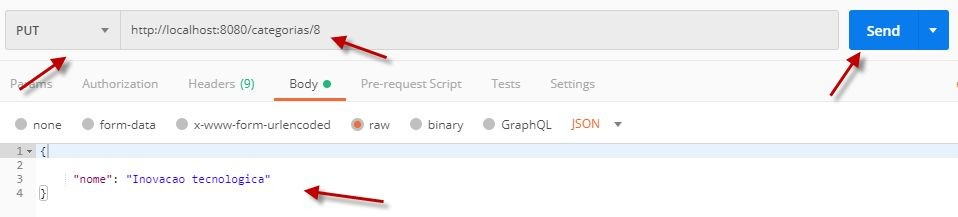 PUT http://localhost:8080/categorias/8 Send
Params Authorization Headers (9) Body Pre-request Script Tests Settings
none form-data x-www-form-urlencoded raw binary GraphQL JSON
1 {
2
3 "nome": "Inovacao tecnologica"
4 }